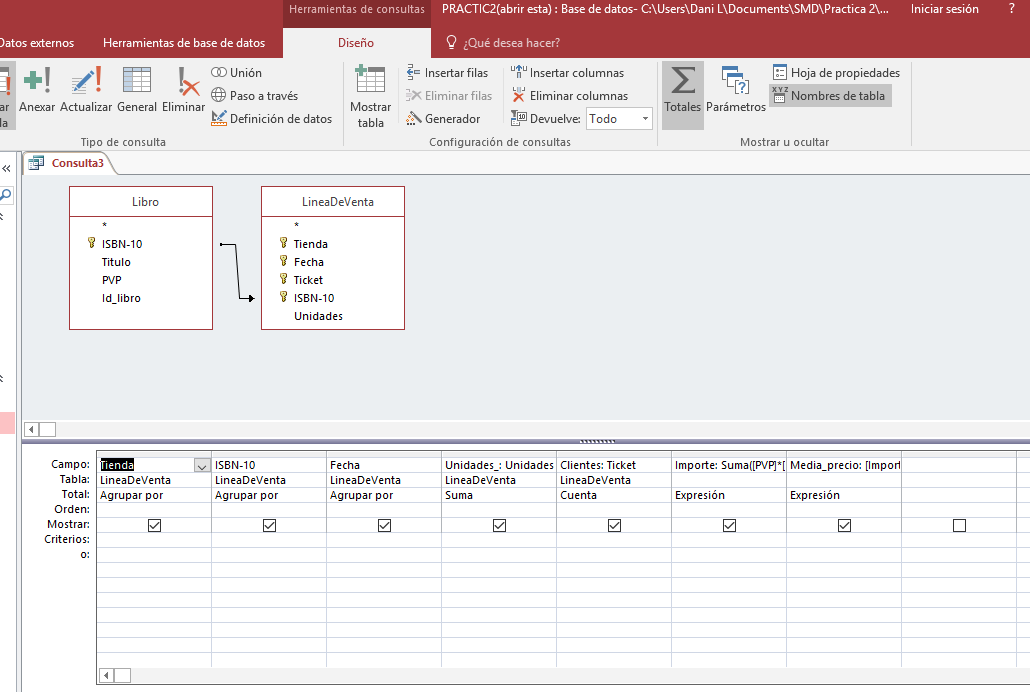 Herramientas de consultas
PRACTIC2(abrir esta) : Base de datos- C:\Users\Dani L\Documents\SMD\Practica 2\...
Iniciar sesión
?
Datos externos
Herramientas de base de datos
Diseño
¿Qué desea hacer?
Anexar
Actualizar
General
Eliminar
Unión
Paso a través
Definición de datos
Tipo de consulta
Mostrar
tabla
Insertar filas
Eliminar filas
Generador
Insertar columnas
Eliminar columnas
Devuelve:
Todo
Configuración de consultas
Totales
Parámetros
Hoja de propiedades
Nombres de tabla
Mostrar u ocultar
Consulta3
Libro
*
ISBN-10
Titulo
PVP
Id_libro
LineaDeVenta
*
Tienda
Fecha
Ticket
ISBN-10
Unidades
Campo: Tienda ISBN-10 Fecha Unidades_: Unidades Clientes: Ticket Importe: Suma([PVP]*[ Media_precio: [Import
Tabla: LineaDeVenta LineaDeVenta LineaDeVenta LineaDeVenta LineaDeVenta
Total: Agrupar por Agrupar por Agrupar por Suma Cuenta Expresión Expresión
Orden:
Mostrar:
Criterios:
o: